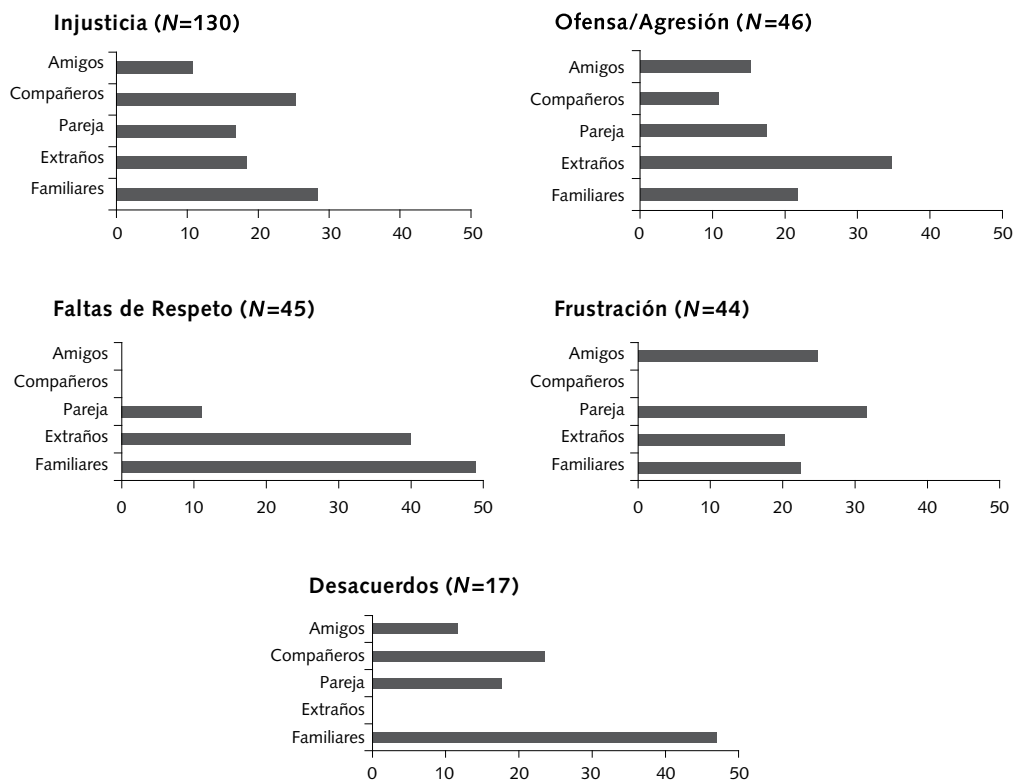 Injusticia (N=130)
Amigos
Compañeros
Pareja
Extraños
Familiares
0 10 20 30 40 50
Ofensa/Agresión (N=46)
Amigos
Compañeros
Pareja
Extraños
Familiares
0 10 20 30 40 50
Faltas de Respeto (N=45)
Amigos
Compañeros
Pareja
Extraños
Familiares
0 10 20 30 40 50
Frustración (N=44)
Amigos
Compañeros
Pareja
Extraños
Familiares
0 10 20 30 40 50
Desacuerdos (N=17)
Amigos
Compañeros
Pareja
Extraños
Familiares
0 10 20 30 40 50